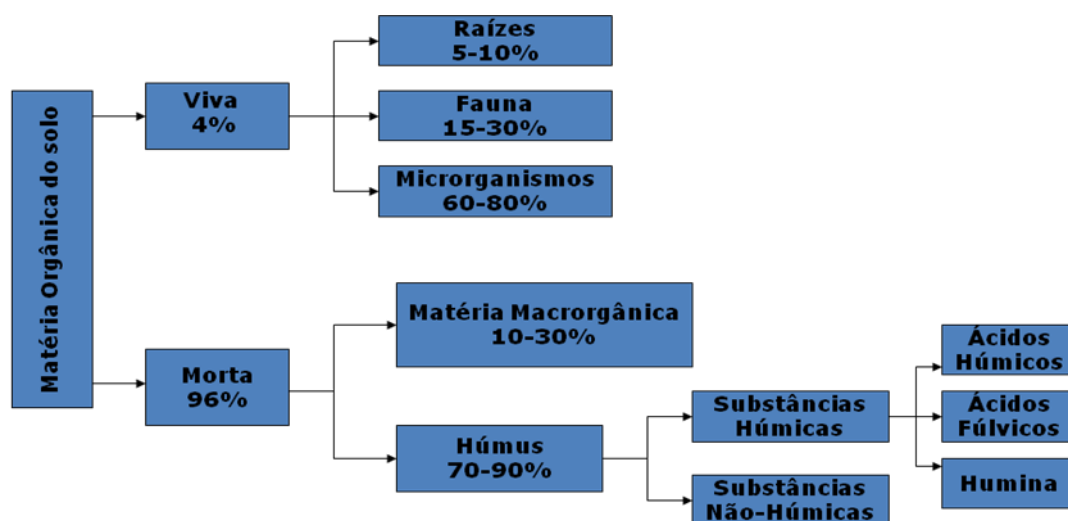 Matéria Orgânica do solo
Viva
4%
Raízes
5-10%
Fauna
15-30%
Microrganismos
60-80%
Morta
96%
Matéria Macrorgânica
10-30%
Húmus
70-90%
Substâncias
Húmicas
Substâncias
Não-Húmicas
Ácidos
Húmicos
Ácidos
Fúlvicos
Humina